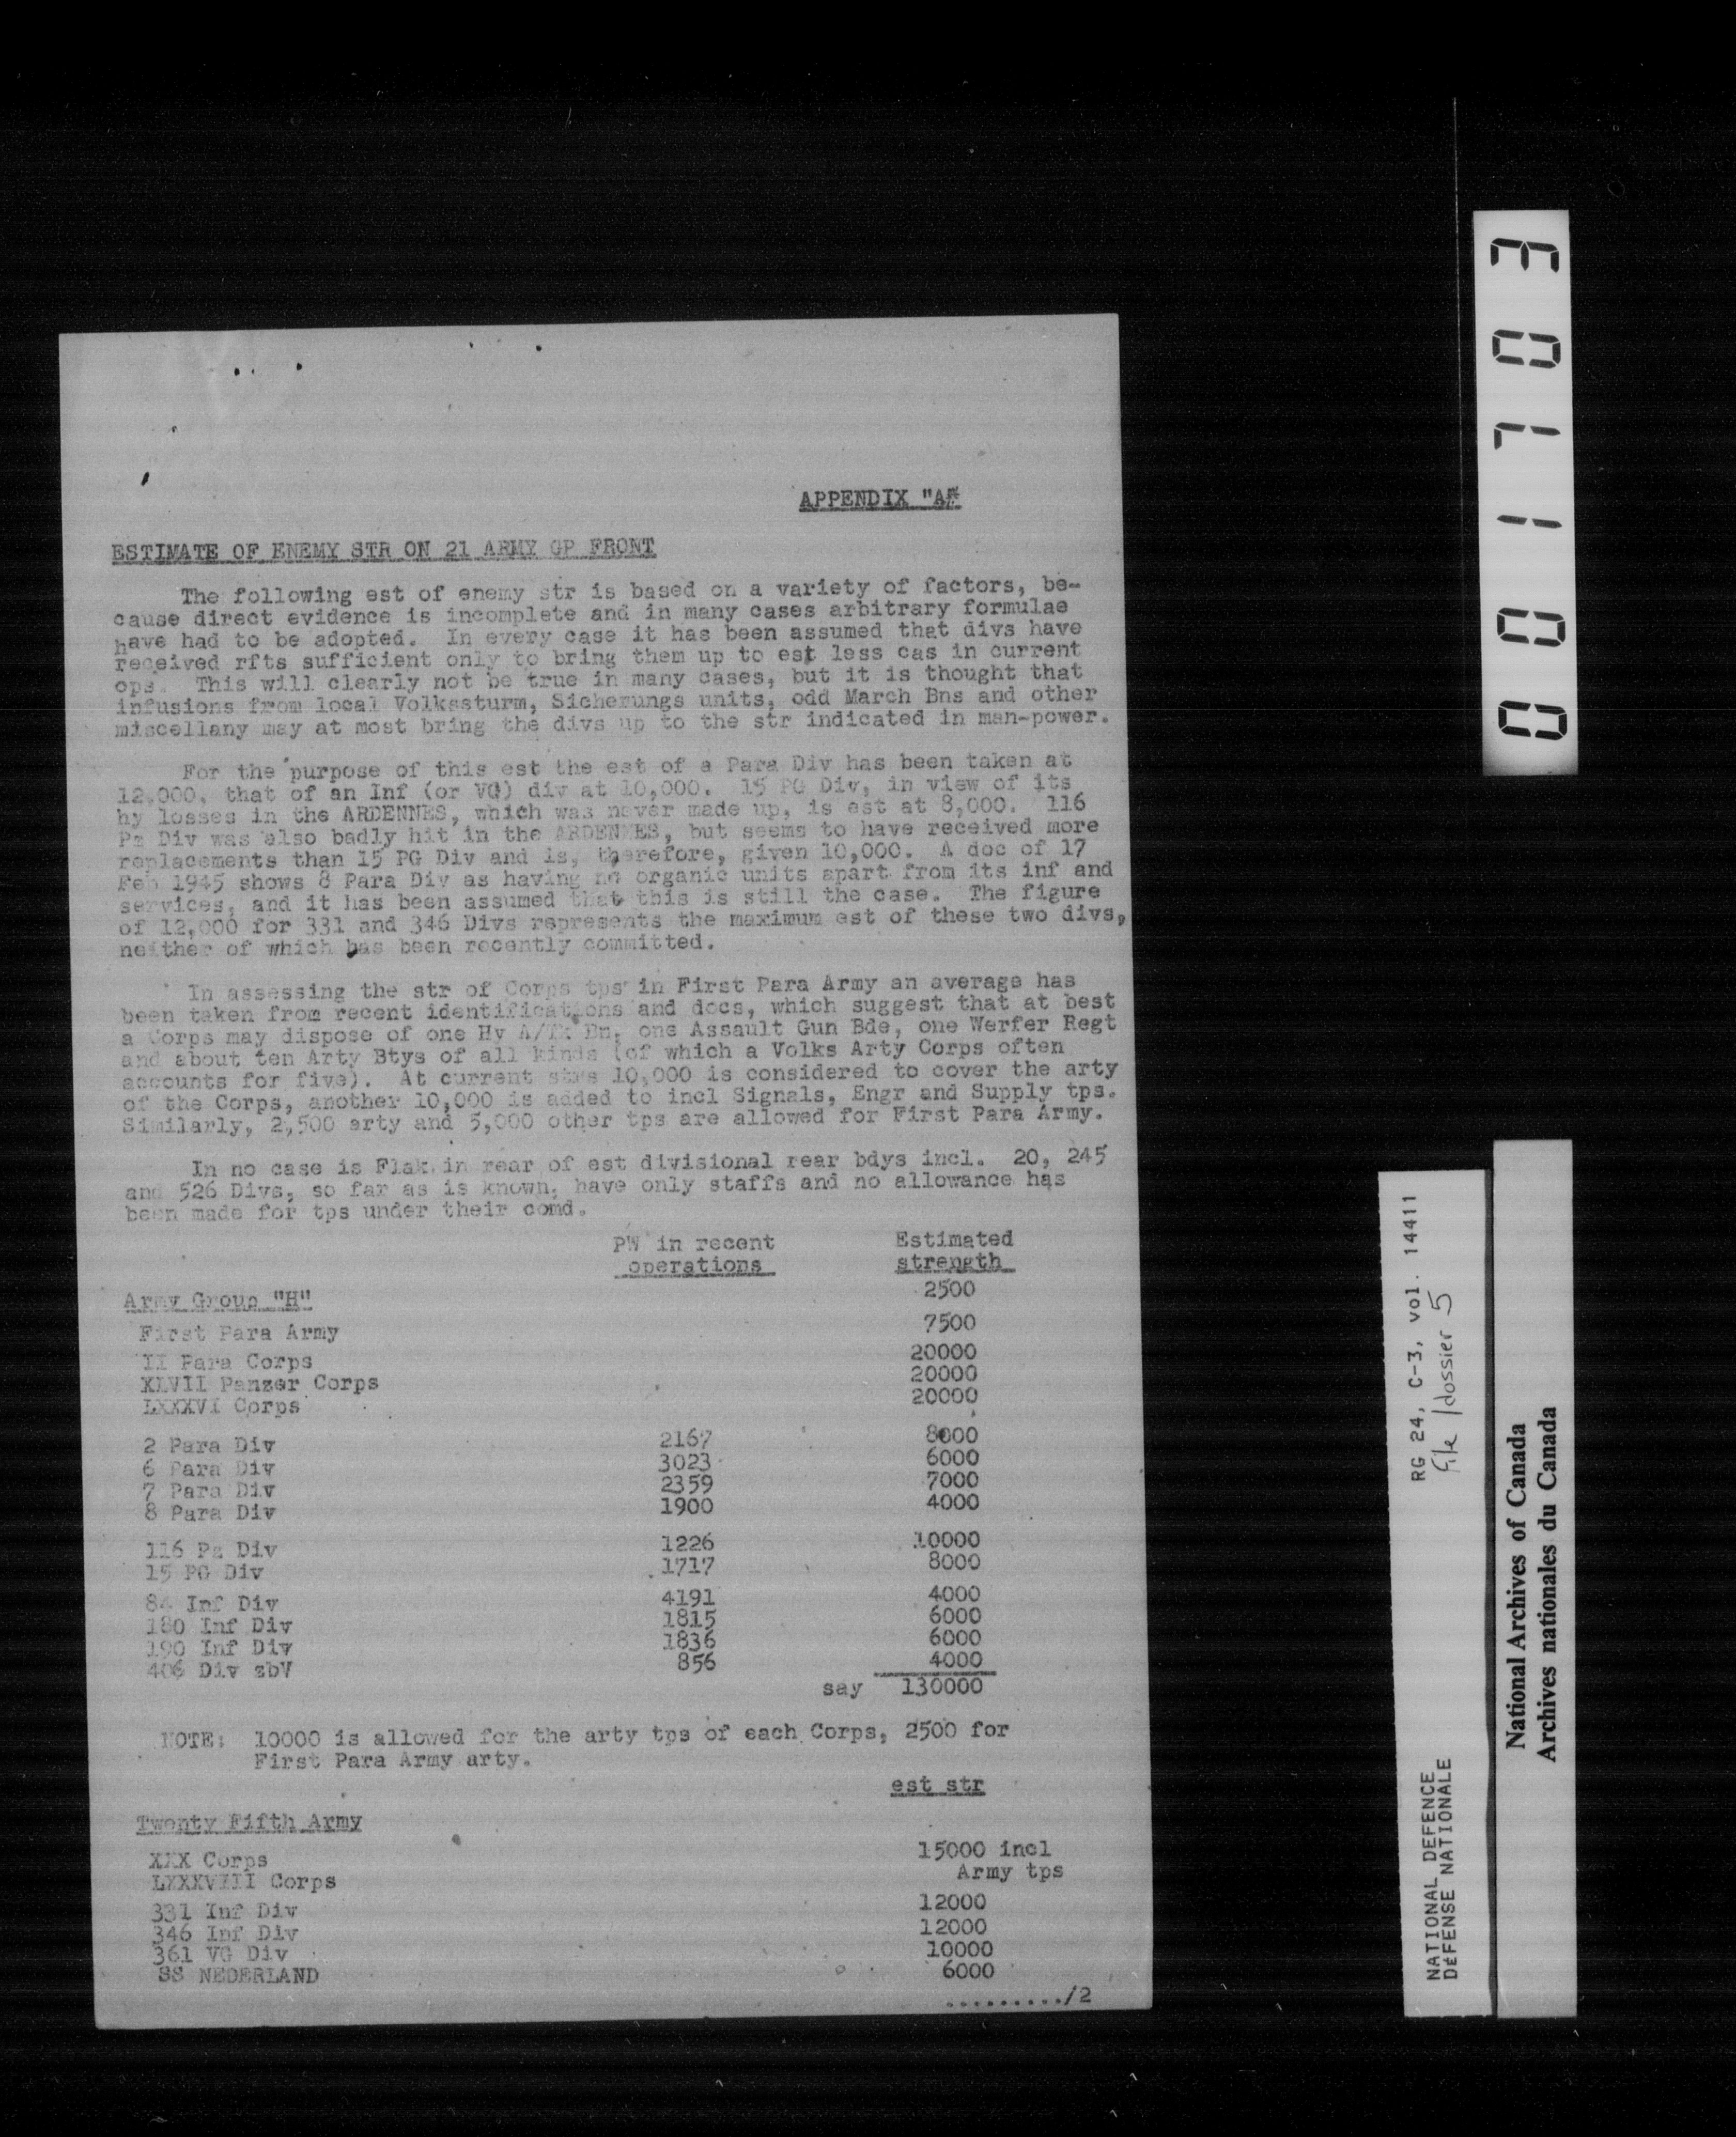 APPENDIX "A"
ESTIMATE OF ENEMY STR ON 21 ARMY GP FRONT
The following est of enemy str is based on a variety of factors, be-
cause direct evidence is incomplete and in many cases arbitrary formulae
have had to be adopted. In every case it has been assumed that divs have
received rfts sufficient only to bring them up to est less cas in current
ops. This will clearly not be true in many cases, but it is thought that
infusions from local Volkssturm, Sicherungs units, odd March Bns and other
miscellany may at most bring the divs up to the str indicated in man-power.
For the purpose of this est the est of a Para Div has been taken at
12,000, that of an Inf (or VG) div at 10,000. 15 PG Div, in view of its
hy losses in the ARDENNES, which was never made up, is est at 8,000. 116
Pz Div was also badly hit in the ARDENNES, but seems to have received more
replacements than 15 PG Div and is, therefore, given 10,000. A doc of 17
Feb 1945 shows 8 Para Div as having no organic units apart from its inf and
services, and it has been assumed that this is still the case. The figure
of 12,000 for 331 and 346 Divs represents the maximum est of these two divs,
neither of which has been recently committed.
In assessing the str of Corps tps in First Para Army an average has
been taken from recent identifications and docs, which suggest that at best
a Corps may dispose of one Hy A/Tk Bn, one Assault Gun Bde, one Werfer Regt
and about ten Arty Btys of all kinds (of which a Volks Arty Corps often
accounts for five). At current strs 10,000 is considered to cover the arty
of the Corps, another 10,000 is added to incl Signals, Engr and Supply tps.
Similarly, 2,500 arty and 5,000 other tps are allowed for First Para Army.
In no case is Flak in rear of est divisional rear bdys incl. 20, 245
and 526 Divs, so far as is known, have only staffs and no allowance has
been made for tps under their comd.
PW in recent Estimated
operations strength
Army Group "H" 2500
First Para Army 7500
II Para Corps 20000
XLVII Panzer Corps 20000
LXXXVI Corps 20000
2 Para Div 2167 8000
6 Para Div 3023 6000
7 Para Div 2359 7000
8 Para Div 1900 4000
116 Pz Div 1226 10000
15 PG Div 1717 8000
84 Inf Div 4191 4000
180 Inf Div 1815 6000
190 Inf Div 1836 6000
406 Div zbV 856 4000
say 130000
NOTE: 10000 is allowed for the arty tps of each Corps, 2500 for
First Para Army arty.
est str
Twenty Fifth Army
XXX Corps 15000 incl
LXXXVIII Corps Army tps
331 Inf Div 12000
346 Inf Div 12000
361 VG Div 10000
SS NEDERLAND 6000
........./2
001703
RG 24, C-3, vol. 14411
file/dossier 5
NATIONAL DEFENCE
DÉFENSE NATIONALE
National Archives of Canada
Archives nationales du Canada